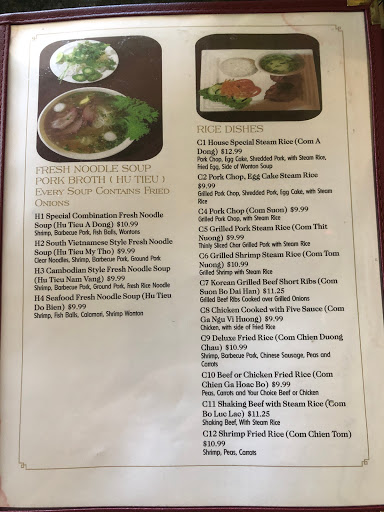 FRESH NOODLE SOUP
PORK BROTH ( HU TIEU )
EVERY SOUP CONTAINS FRIED
ONIONS
H1 Special Combination Fresh Noodle
Soup (Hu Tieu A Dong) $10.99
Shrimp, Barbecue Pork, Fish Balls, Wontons
H2 South Vietnamese Style Fresh Noodle
Soup (Hu Tieu My Tho) $9.99
Clear Noodles, Shrimp, Barbecue Pork, Ground Pork
H3 Cambodian Style Fresh Noodle Soup
(Hu Tieu Nam Vang) $9.99
Shrimp, Barbecue Pork, Ground Pork, Fresh Rice Noodle
H4 Seafood Fresh Noodle Soup (Hu Tieu
Do Bien) $9.99
Shrimp, Fish Balls, Calamari, Shrimp Wonton
RICE DISHES
C1 House Special Steam Rice (Com A
Dong) $12.99
Pork Chop, Egg Cake, Shredded Pork, with Steam Rice,
Fried Egg, Side of Wonton Soup
C2 Pork Chop, Egg Cake Steam Rice
$9.99
Grilled Pork Chop, Shredded Pork, Egg Cake, with Steam
Rice
C4 Pork Chop (Com Suon) $9.99
Grilled Pork Chop, with Steam Rice
C5 Grilled Pork Steam Rice (Com Thit
Nuong) $9.99
Thinly Sliced Char Grilled Pork with Steam Rice
C6 Grilled Shrimp Steam Rice (Com Tom
Nuong) $10.99
Grilled Shrimp with Steam Rice
C7 Korean Grilled Beef Short Ribs (Com
Suon Bo Dai Han) $11.25
Grilled Beef Ribs Cooked over Grilled Onions
C8 Chicken Cooked with Five Sauce (Com
Ga Ngu Vi Huong) $9.99
Chicken, with side of Fried Rice
C9 Deluxe Fried Rice (Com Chien Duong
Chau) $10.99
Shrimp, Barbecue Pork, Chinese Sausage, Peas and
Carrots
C10 Beef or Chicken Fried Rice (Com
Chien Ga Hoac Bo) $9.99
Peas, Carrots and Your Choice Beef or Chicken
C11 Shaking Beef with Steam Rice (Com
Bo Luc Lac) $11.25
Shaking Beef, With Steam Rice
C12 Shrimp Fried Rice (Com Chien Tom)
$10.99
Shrimp, Peas, Carrots